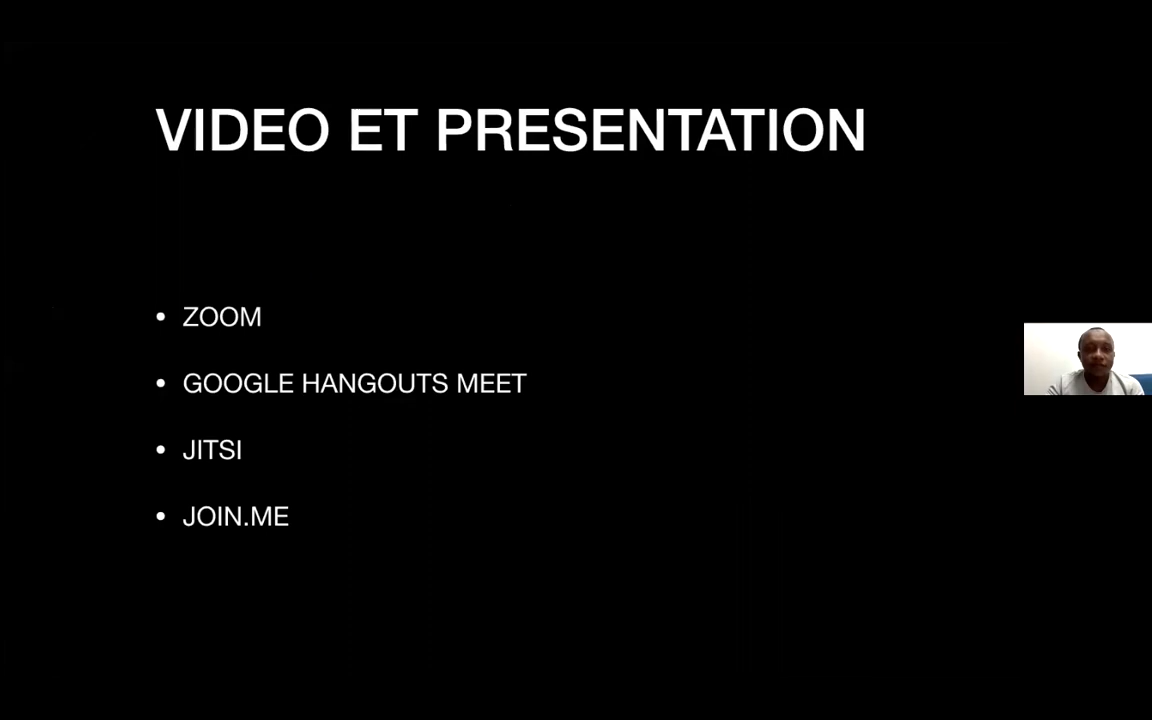 VIDEO ET PRESENTATION
• ZOOM
• GOOGLE HANGOUTS MEET
• JITSI
• JOIN.ME